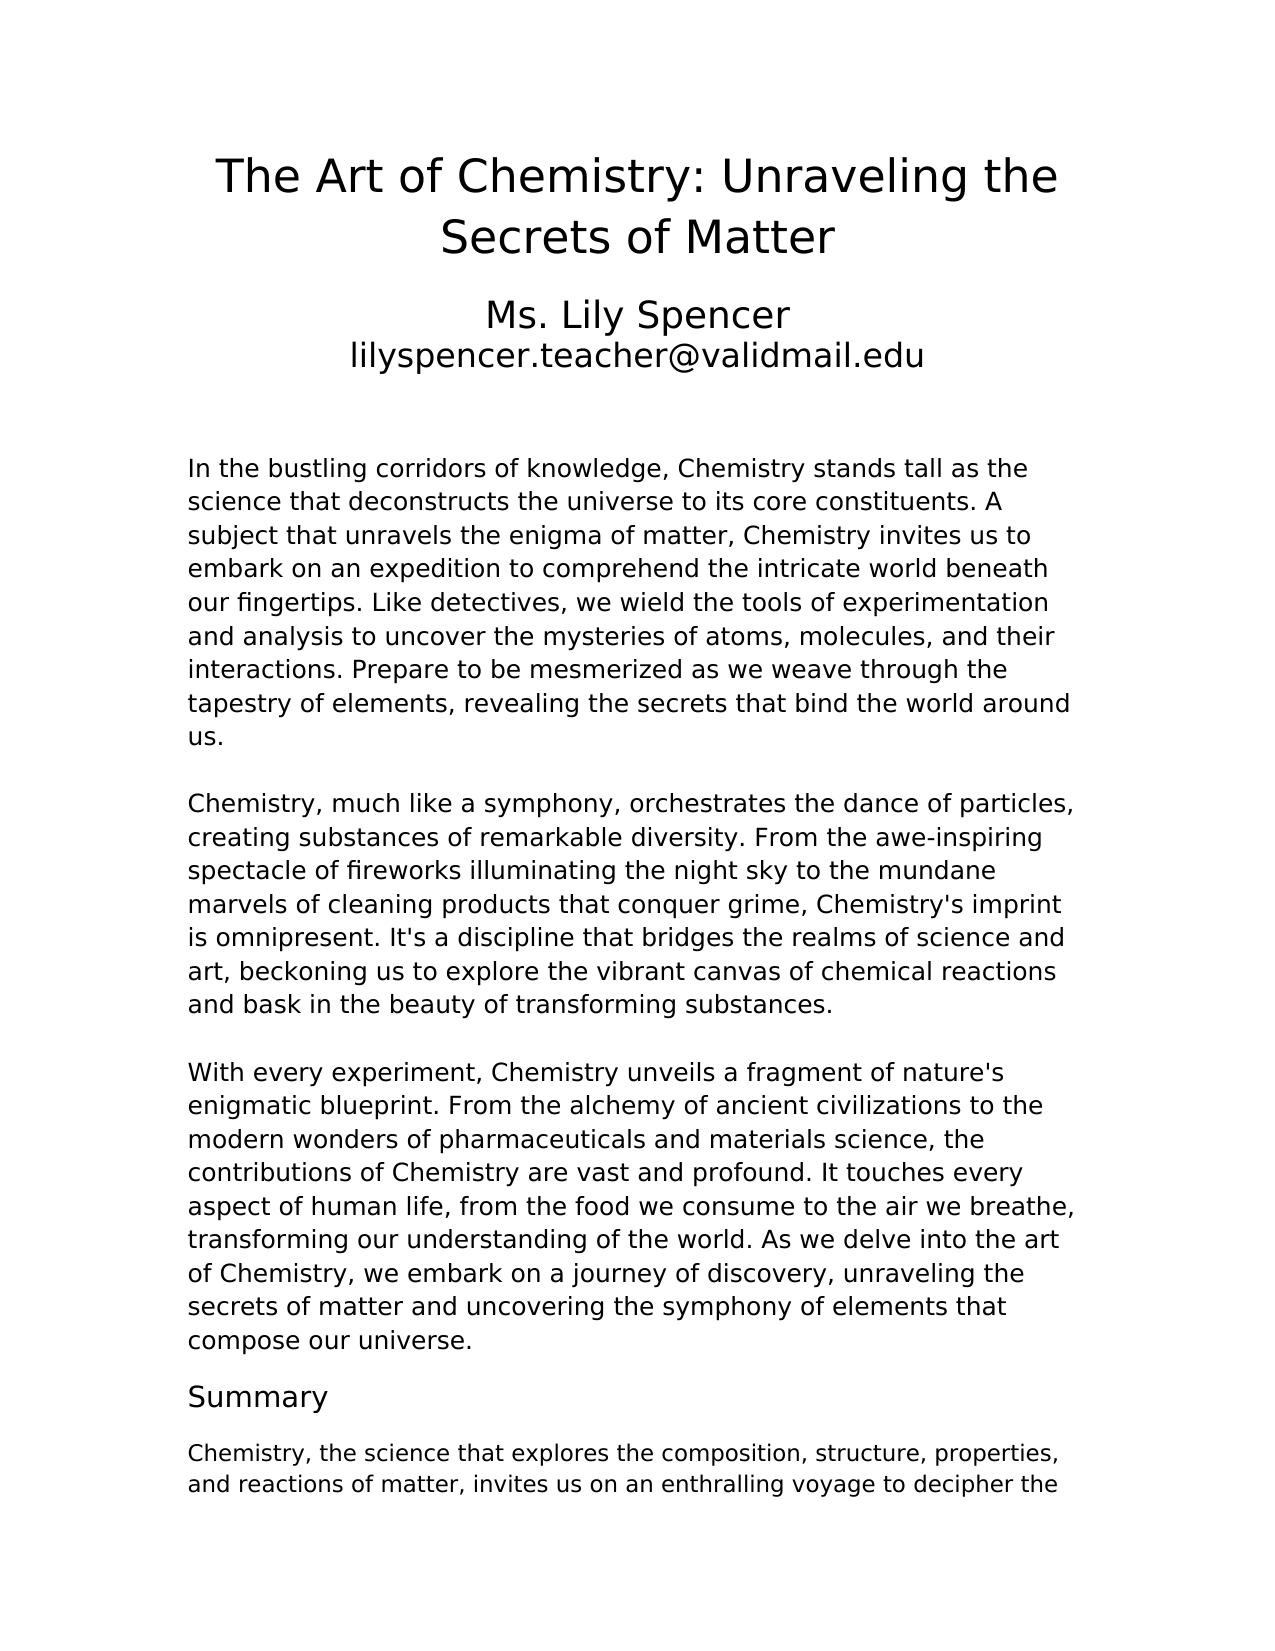 The Art of Chemistry: Unraveling the
Secrets of Matter
Ms. Lily Spencer
lilyspencer.teacher@validmail.edu
In the bustling corridors of knowledge, Chemistry stands tall as the
science that deconstructs the universe to its core constituents. A
subject that unravels the enigma of matter, Chemistry invites us to
embark on an expedition to comprehend the intricate world beneath
our fingertips. Like detectives, we wield the tools of experimentation
and analysis to uncover the mysteries of atoms, molecules, and their
interactions. Prepare to be mesmerized as we weave through the
tapestry of elements, revealing the secrets that bind the world around
us.
Chemistry, much like a symphony, orchestrates the dance of particles,
creating substances of remarkable diversity. From the awe-inspiring
spectacle of fireworks illuminating the night sky to the mundane
marvels of cleaning products that conquer grime, Chemistry's imprint
is omnipresent. It's a discipline that bridges the realms of science and
art, beckoning us to explore the vibrant canvas of chemical reactions
and bask in the beauty of transforming substances.
With every experiment, Chemistry unveils a fragment of nature's
enigmatic blueprint. From the alchemy of ancient civilizations to the
modern wonders of pharmaceuticals and materials science, the
contributions of Chemistry are vast and profound. It touches every
aspect of human life, from the food we consume to the air we breathe,
transforming our understanding of the world. As we delve into the art
of Chemistry, we embark on a journey of discovery, unraveling the
secrets of matter and uncovering the symphony of elements that
compose our universe.
Summary
Chemistry, the science that explores the composition, structure, properties,
and reactions of matter, invites us on an enthralling voyage to decipher the